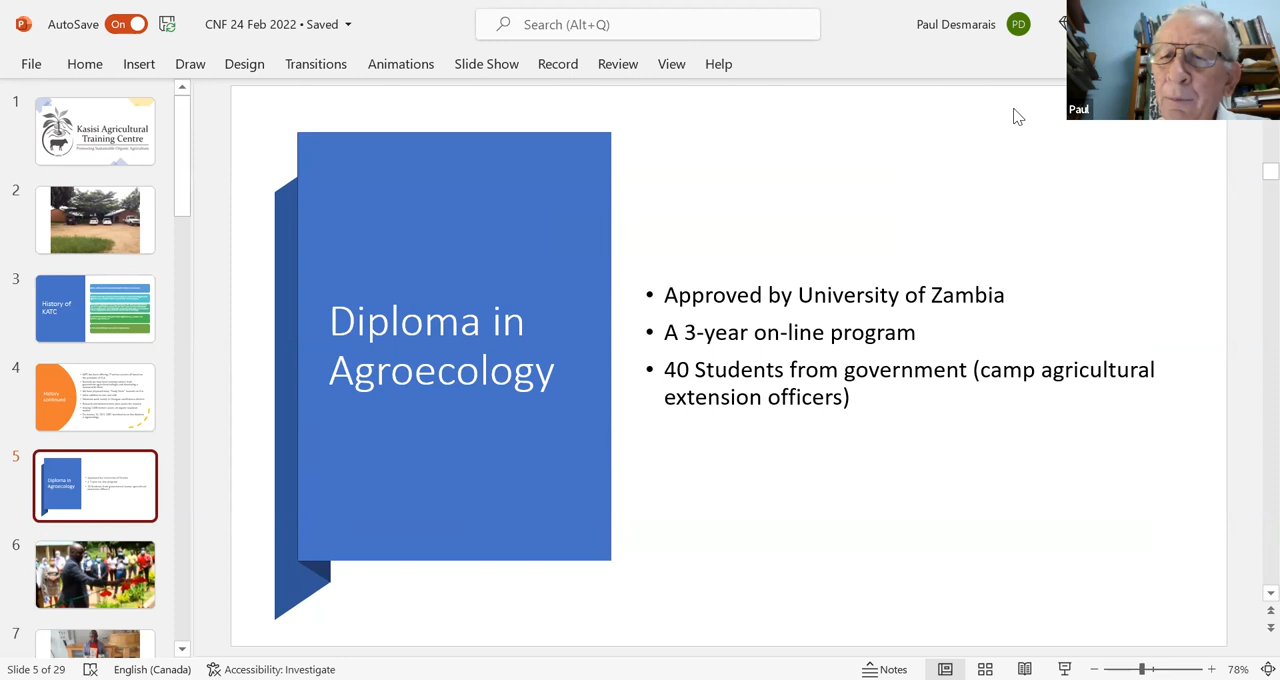 AutoSave
On
CNF 24 Feb 2022 • Saved
Search (Alt+Q)
Paul Desmarais
PD
File
Home
Insert
Draw
Design
Transitions
Animations
Slide Show
Record
Review
View
Help
Paul
1
Kasisi Agricultural
Training Centre
2
3
History of
KATC
4
History
continued
5
Diploma in
Agroecology
6
7
Diploma in
Agroecology
• Approved by University of Zambia
• A 3-year on-line program
• 40 Students from government (camp agricultural
extension officers)
Slide 5 of 29
English (Canada)
Accessibility: Investigate
Notes
78%